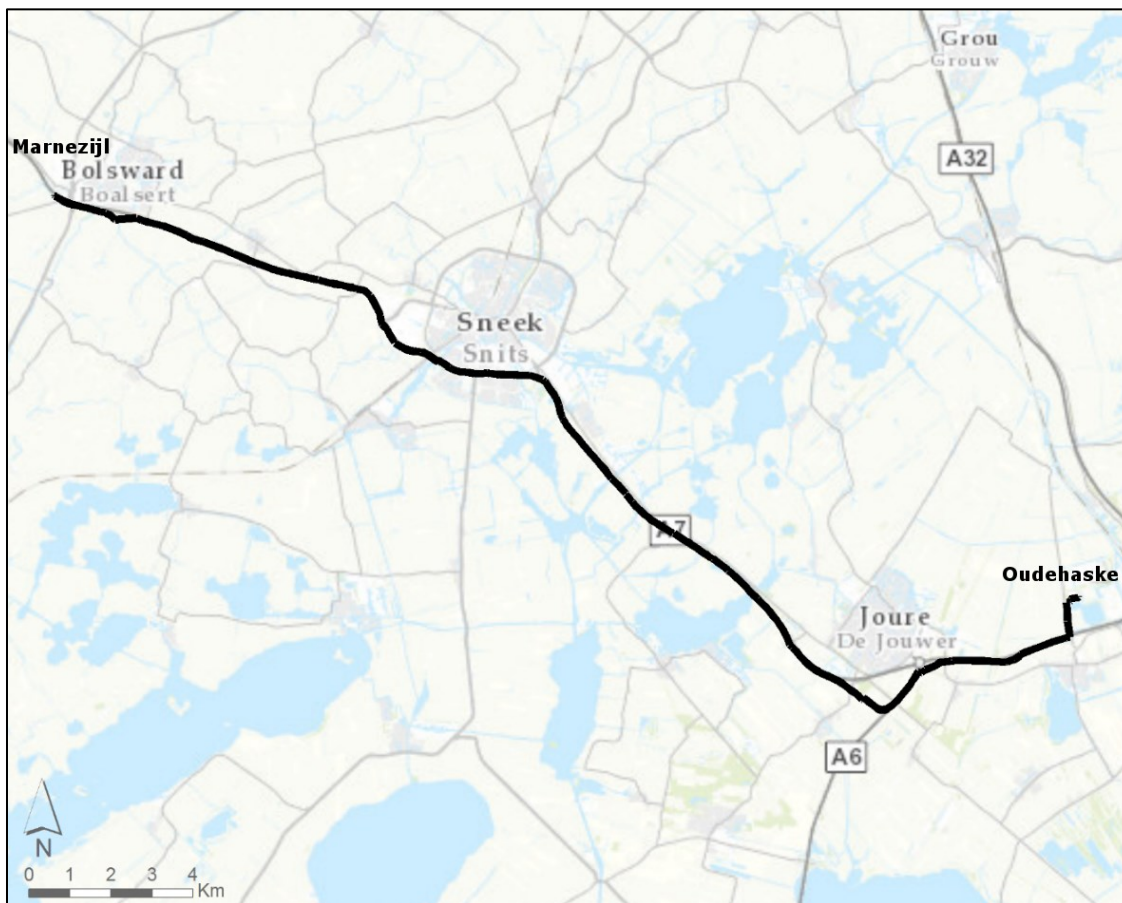 Grou
Grouw
Marnezijl
Bolsward
Boalsert
A32
Sneek
Snits
A7
Oudehaske
Joure
De Jouwer
A6
N
0 1 2 3 4
Km